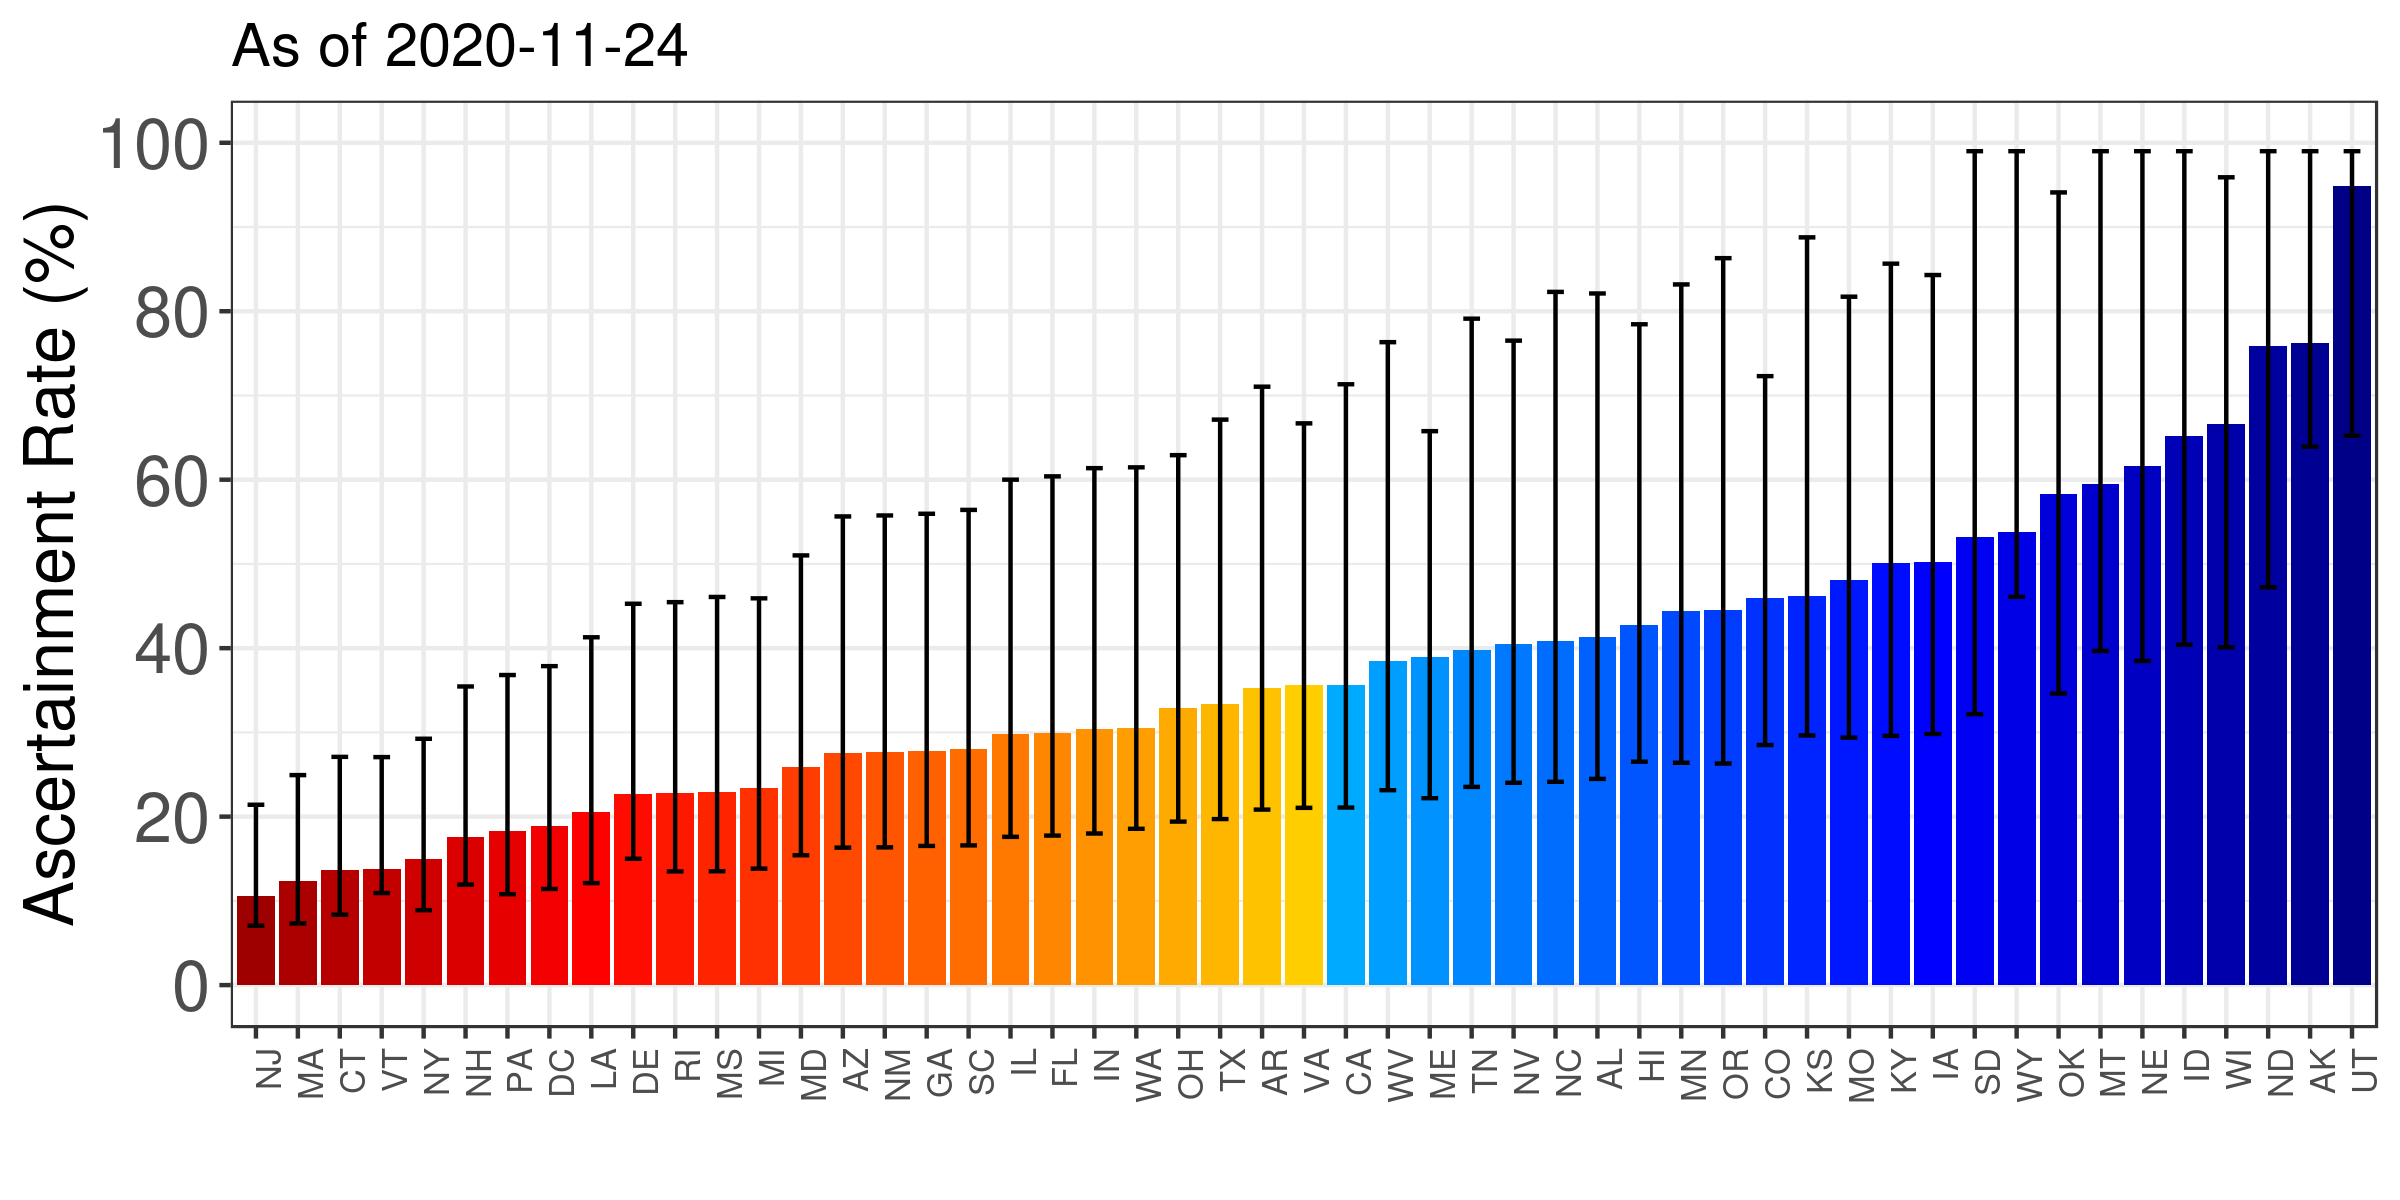 As of 2020-11-24
Ascertainment Rate (%)
100
80
60
40
20
0
NJ MA CT VT NY NH PA DC LA DE RI MS MI MD AZ NM GA SC IL FL IN WA OH TX AR VA CA WV ME TN NV NC AL HI MN OR CO KS MO KY IA SD WY OK MT NE ID WI ND AK UT